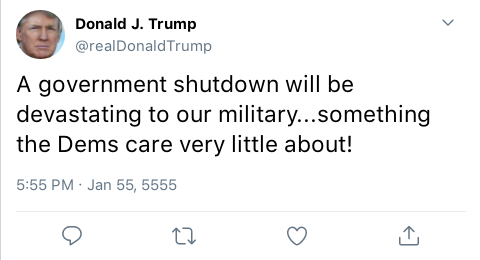 Donald J. Trump
@realDonaldTrump
A government shutdown will be
devastating to our military...something
the Dems care very little about!
5:55 PM · Jan 55, 5555